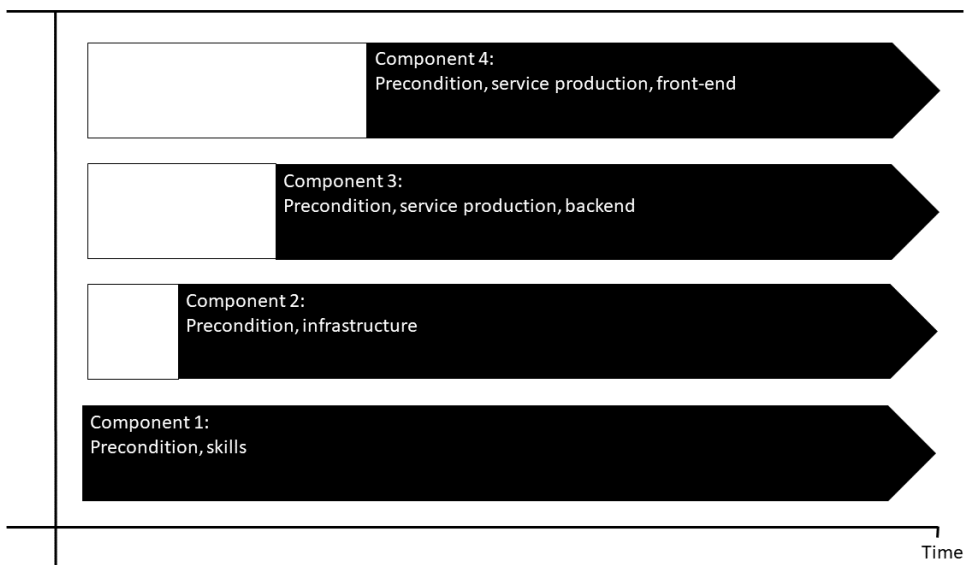 Component 4:
Precondition, service production, front-end
Component 3:
Precondition, service production, backend
Component 2:
Precondition, infrastructure
Component 1:
Precondition, skills
Time